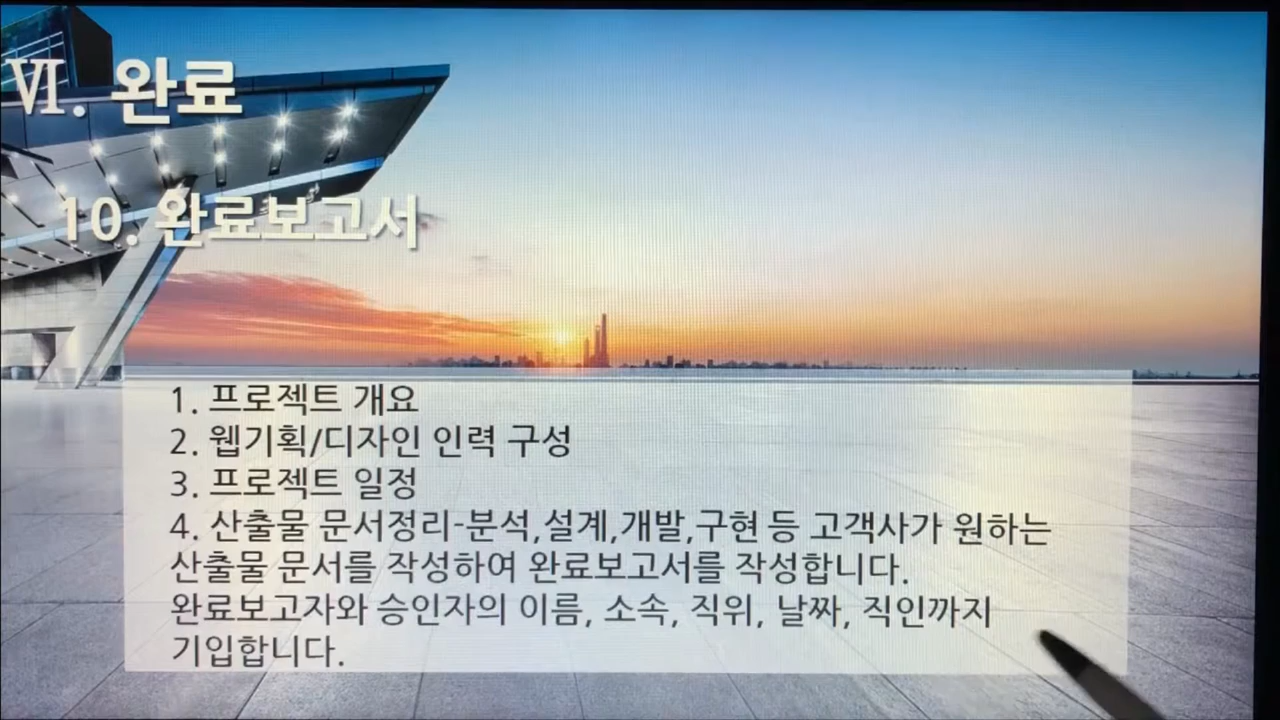 Ⅵ. 완료
10. 완료보고서
1. 프로젝트 개요
2. 웹기획/디자인 인력 구성
3. 프로젝트 일정
4. 산출물 문서정리-분석,설계,개발,구현 등 고객사가 원하는
산출물 문서를 작성하여 완료보고서를 작성합니다.
완료보고자와 승인자의 이름, 소속, 직위, 날짜, 직인까지
기입합니다.